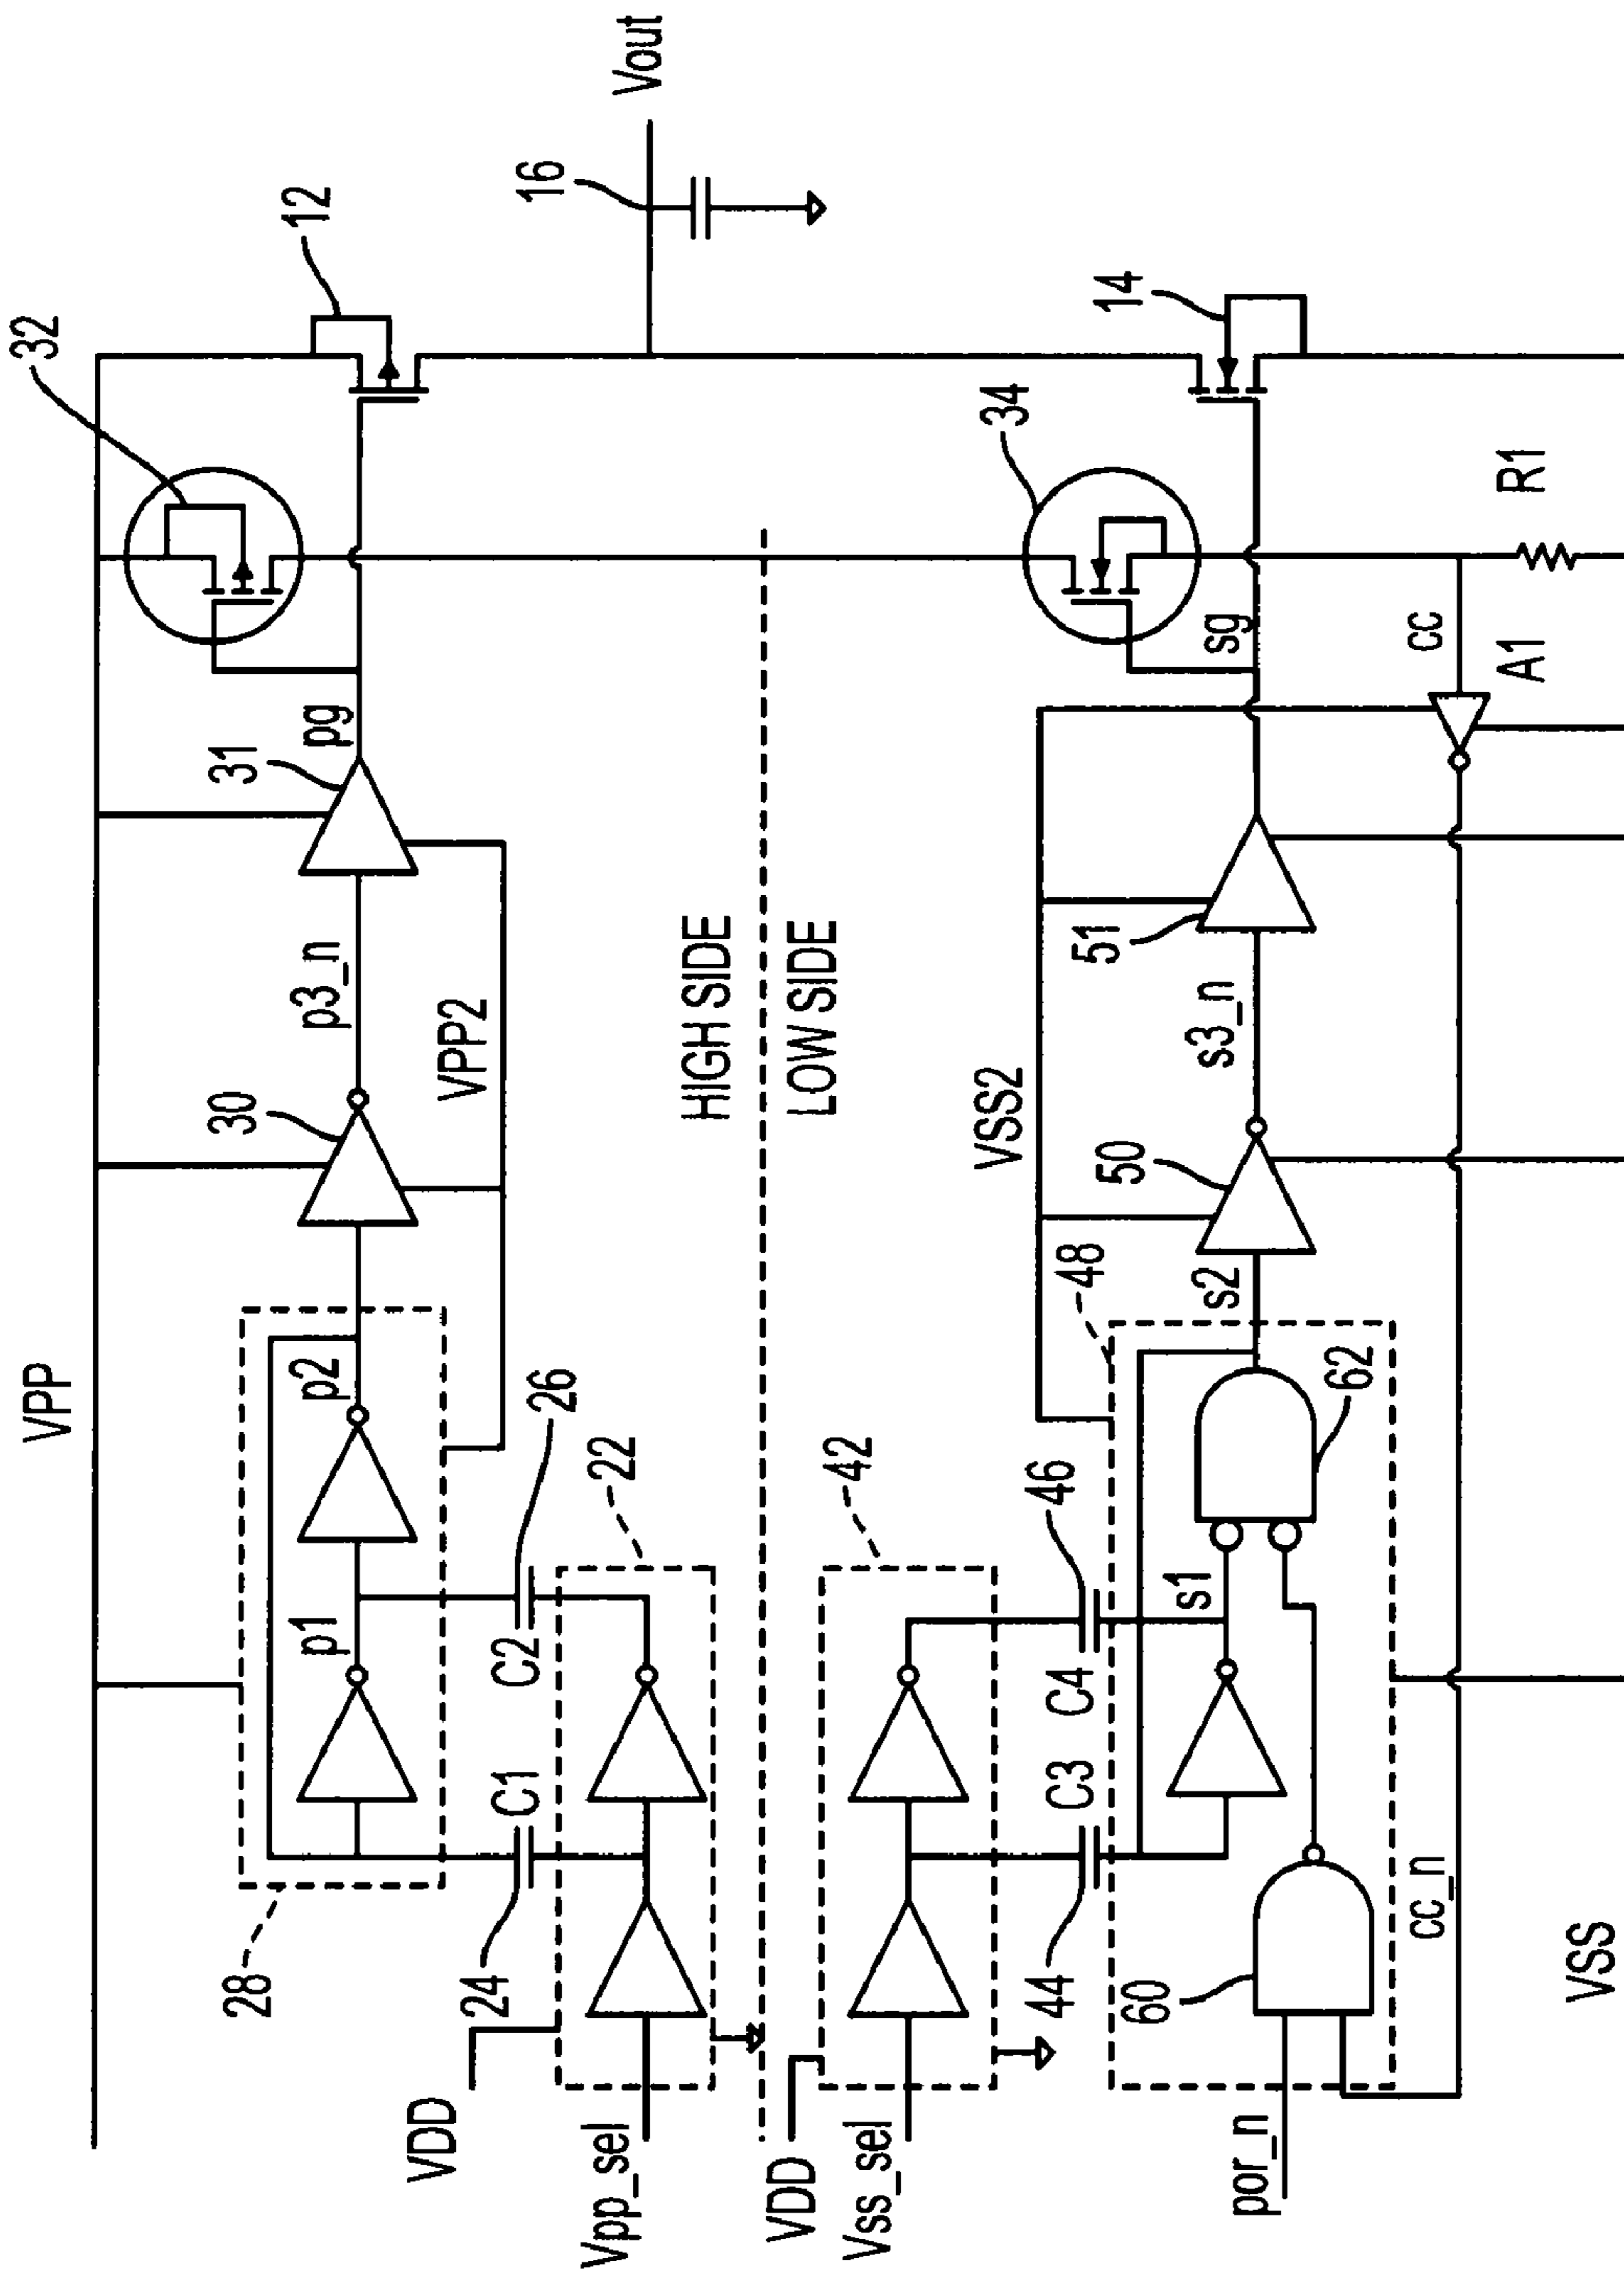 VPP
32
12
28
p1
p2
30
p3_n
31
pg
VPP2
24
C1
C2
26
22
VDD
Vpp_sel
16
Vout
HIGH SIDE
LOW SIDE
VDD
Vss_sel
42
44
C3
C4
46
48
VSS2
34
14
s1
s2
50
s3_n
51
sg
60
62
por_n
cc_n
cc
A1
R1
VSS